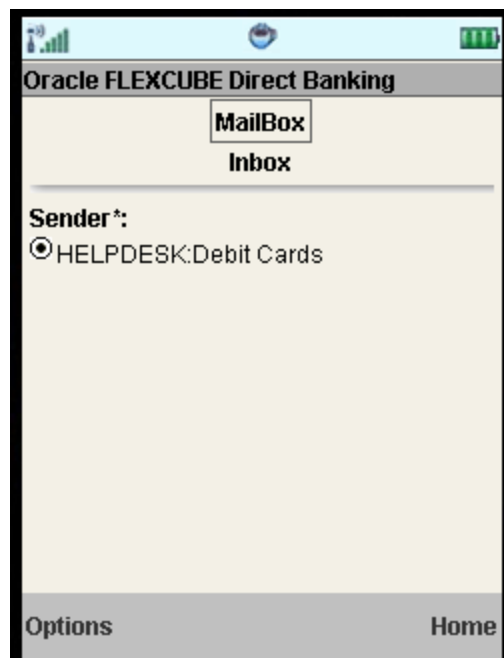 Oracle FLEXCUBE Direct Banking
MailBox
Inbox
Sender*:
HELPDESK:Debit Cards
Options Home